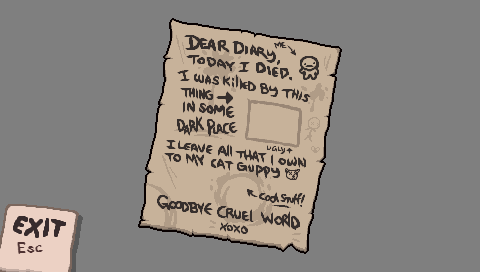 DEAR DIARY,
ME
TODAY I DIED.
I WAS KILLED BY THIS
THING
IN SOME
DARK PLACE
UGLY
I LEAVE ALL THAT I OWN
TO MY CAT GUPPY
COOL STUFF!
GOODBYE CRUEL WORLD
XOXO
EXIT
Esc